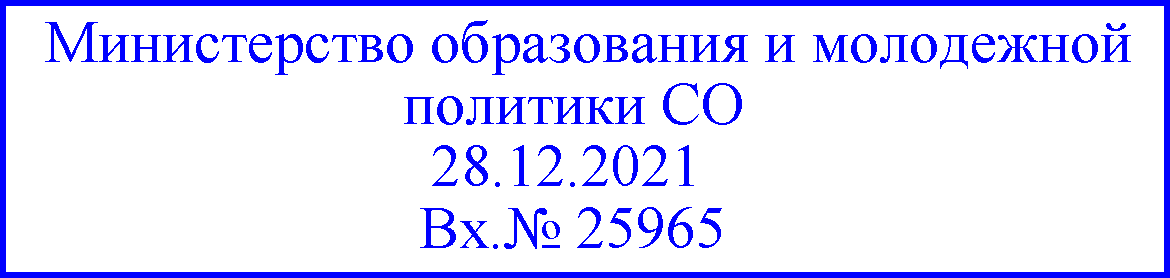 Министерство образования и молодежной
политики СО
28.12.2021
Вх.№ 25965